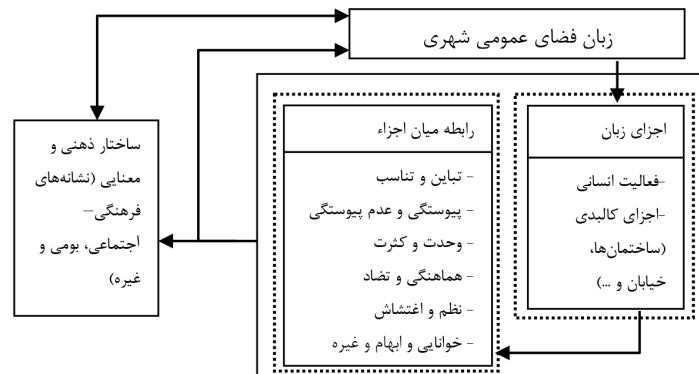 زبان فضای عمومی شهری
اجزای زبان
-فعالیت انسانی
-اجزای کالبدی
(ساختمان‌ها،
خیابان و ...)
رابطه میان اجزاء
- تباین و تناسب
- پیوستگی و عدم پیوستگی
- وحدت و کثرت
- هماهنگی و تضاد
- نظم و اغتشاش
- خوانایی و ابهام و غیره
ساختار ذهنی و
معنایی (نشانه‌های
فرهنگی–
اجتماعی، بومی و
غیره)